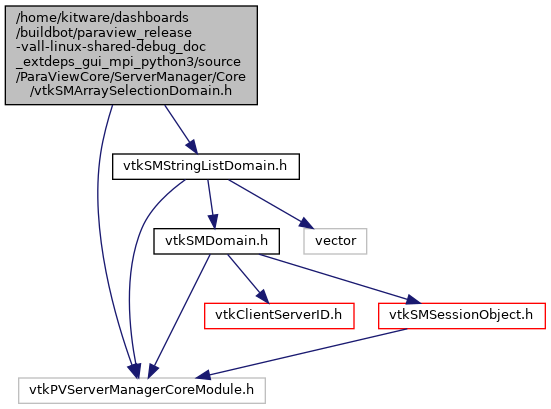 /home/kitware/dashboards
/buildbot/paraview_release
-vall-linux-shared-debug_doc
_extdeps_gui_mpi_python3/source
/ParaViewCore/ServerManager/Core
/vtkSMArraySelectionDomain.h
vtkSMStringListDomain.h
vtkSMDomain.h
vector
vtkClientServerID.h
vtkSMSessionObject.h
vtkPVServerManagerCoreModule.h